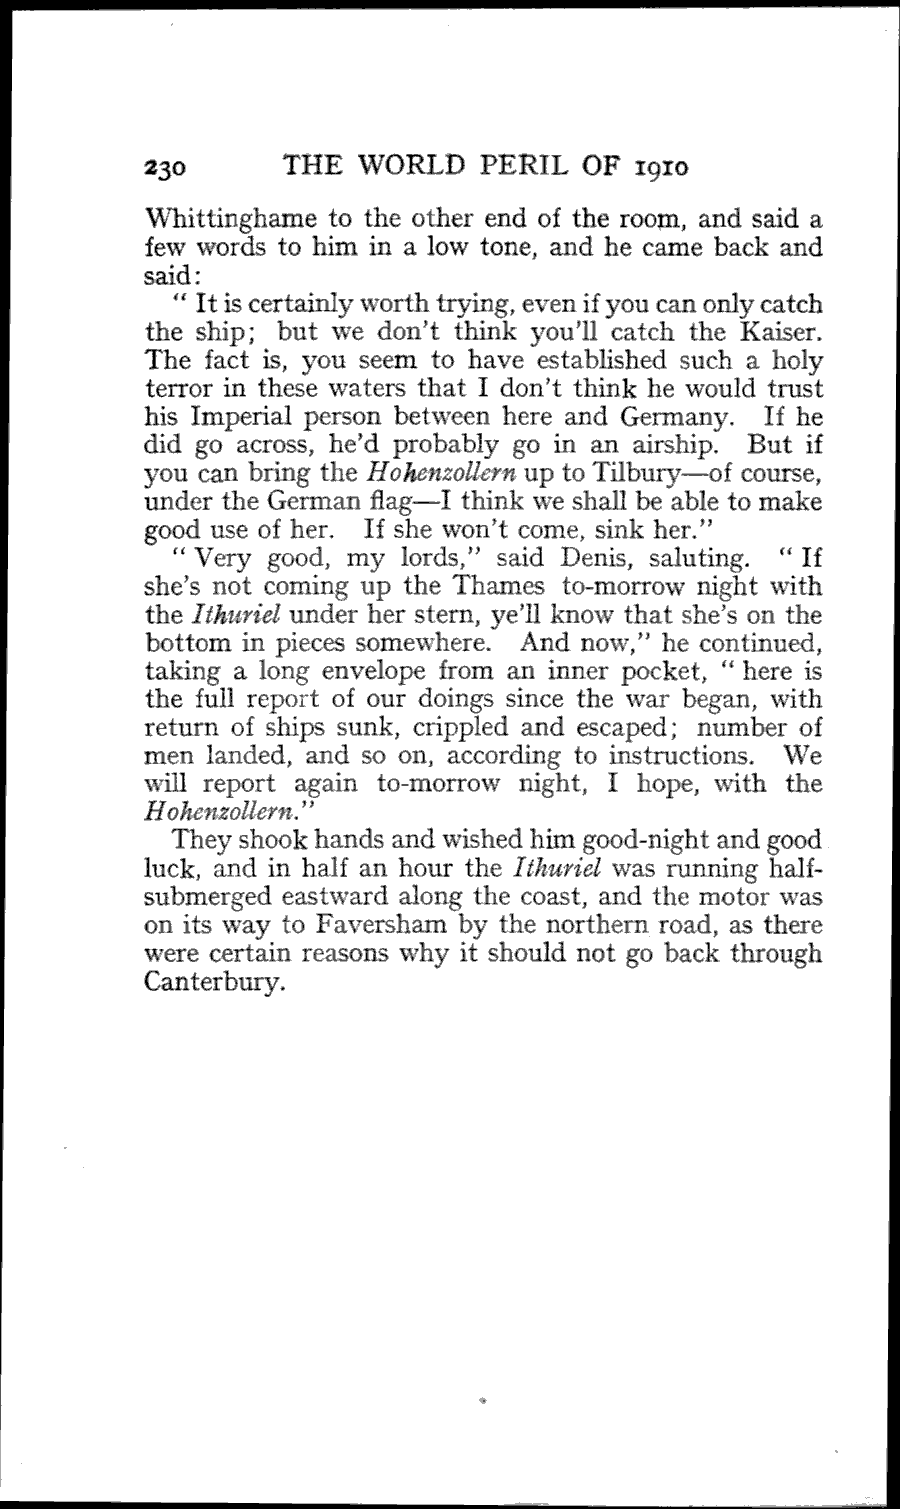 230 THE WORLD PERIL OF 1910
Whittinghame to the other end of the room, and said a
few words to him in a low tone, and he came back and
said:
“ It is certainly worth trying, even if you can only catch
the ship; but we don't think you'll catch the Kaiser.
The fact is, you seem to have established such a holy
terror in these waters that I don't think he would trust
his Imperial person between here and Germany. If he
did go across, he'd probably go in an airship. But if
you can bring the Hohenzollern up to Tilbury—of course,
under the German flag—I think we shall be able to make
good use of her. If she won't come, sink her.”
“ Very good, my lords,” said Denis, saluting. “ If
she's not coming up the Thames to-morrow night with
the Ithuriel under her stern, ye'll know that she's on the
bottom in pieces somewhere. And now,” he continued,
taking a long envelope from an inner pocket, “ here is
the full report of our doings since the war began, with
return of ships sunk, crippled and escaped; number of
men landed, and so on, according to instructions. We
will report again to-morrow night, I hope, with the
Hohenzollern.”
They shook hands and wished him good-night and good
luck, and in half an hour the Ithuriel was running half-
submerged eastward along the coast, and the motor was
on its way to Faversham by the northern road, as there
were certain reasons why it should not go back through
Canterbury.